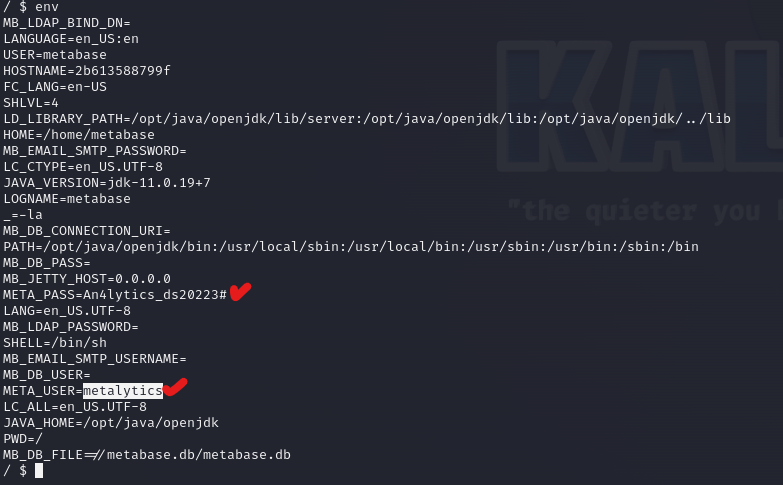 / $ env
MB_LDAP_BIND_DN=
LANGUAGE=en_US:en
USER=metabase
HOSTNAME=2b613588799f
FC_LANG=en-US
SHLVL=4
LD_LIBRARY_PATH=/opt/java/openjdk/lib/server:/opt/java/openjdk/lib:/opt/java/openjdk/../lib
HOME=/home/metabase
MB_EMAIL_SMTP_PASSWORD=
LC_CTYPE=en_US.UTF-8
JAVA_VERSION=jdk-11.0.19+7
LOGNAME=metabase
_=-la
MB_DB_CONNECTION_URI=
PATH=/opt/java/openjdk/bin:/usr/local/sbin:/usr/local/bin:/usr/sbin:/usr/bin:/sbin:/bin
MB_DB_PASS=
MB_JETTY_HOST=0.0.0.0
META_PASS=An4lytics_ds20223#
LANG=en_US.UTF-8
MB_LDAP_PASSWORD=
SHELL=/bin/sh
MB_EMAIL_SMTP_USERNAME=
MB_DB_USER=
META_USER=metalytics
LC_ALL=en_US.UTF-8
JAVA_HOME=/opt/java/openjdk
PWD=/
MB_DB_FILE=//metabase.db/metabase.db
/ $
KAL
"the quieter you